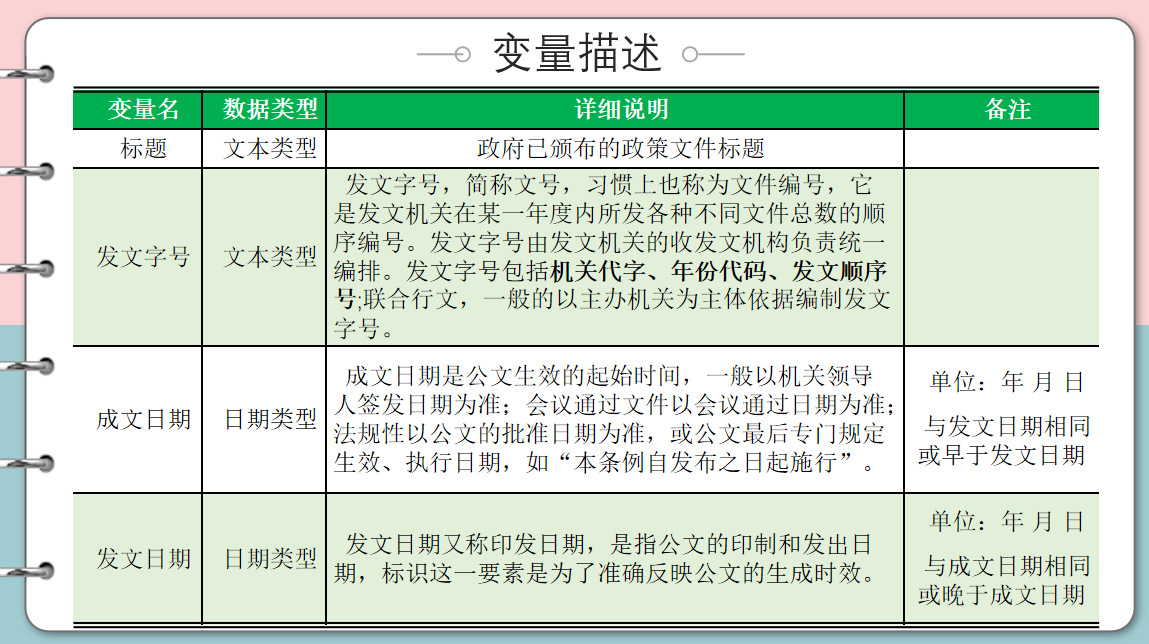 变量描述
变量名 数据类型 详细说明 备注
标题 文本类型 政府已颁布的政策文件标题
发文字号 文本类型
发文字号，简称文号，习惯上也称为文件编号，它
是发文机关在某一年度内所发各种不同文件总数的顺
序编号。发文字号由发文机关的收发文机构负责统一
编排。发文字号包括机关代字、年份代码、发文顺序
号;联合行文，一般的以主办机关为主体依据编制发文
字号。
成文日期 日期类型
成文日期是公文生效的起始时间，一般以机关领导
人签发日期为准；会议通过文件以会议通过日期为准；
法规性以公文的批准日期为准，或公文最后专门规定
生效、执行日期，如“本条例自发布之日起施行”。
单位：年 月 日
与发文日期相同
或早于发文日期
发文日期 日期类型
发文日期又称印发日期，是指公文的印制和发出日
期，标识这一要素是为了准确反映公文的生成时效。
单位：年 月 日
与成文日期相同
或晚于成文日期